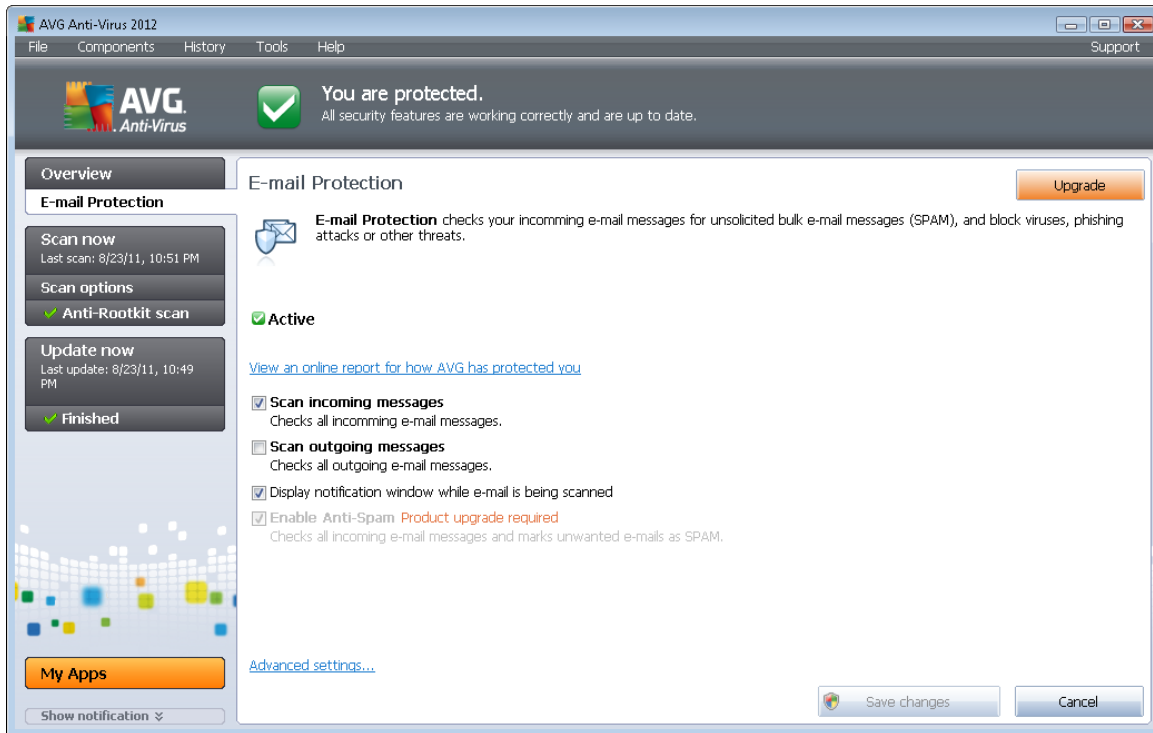 AVG Anti-Virus 2012
File Components History Tools Help Support
AVG.
Anti-Virus
You are protected.
All security features are working correctly and are up to date.
Overview
E-mail Protection
Scan now
Last scan: 8/23/11, 10:51 PM
Scan options
Anti-Rootkit scan
Update now
Last update: 8/23/11, 10:49
PM
Finished
My Apps
Show notification
E-mail Protection
Upgrade
E-mail Protection checks your incomming e-mail messages for unsolicited bulk e-mail messages (SPAM), and block viruses, phishing
attacks or other threats.
Active
View an online report for how AVG has protected you
Scan incoming messages
Checks all incomming e-mail messages.
Scan outgoing messages
Checks all outgoing e-mail messages.
Display notification window while e-mail is being scanned
Enable Anti-Spam Product upgrade required
Checks all incoming e-mail messages and marks unwanted e-mails as SPAM.
Advanced settings...
Save changes
Cancel